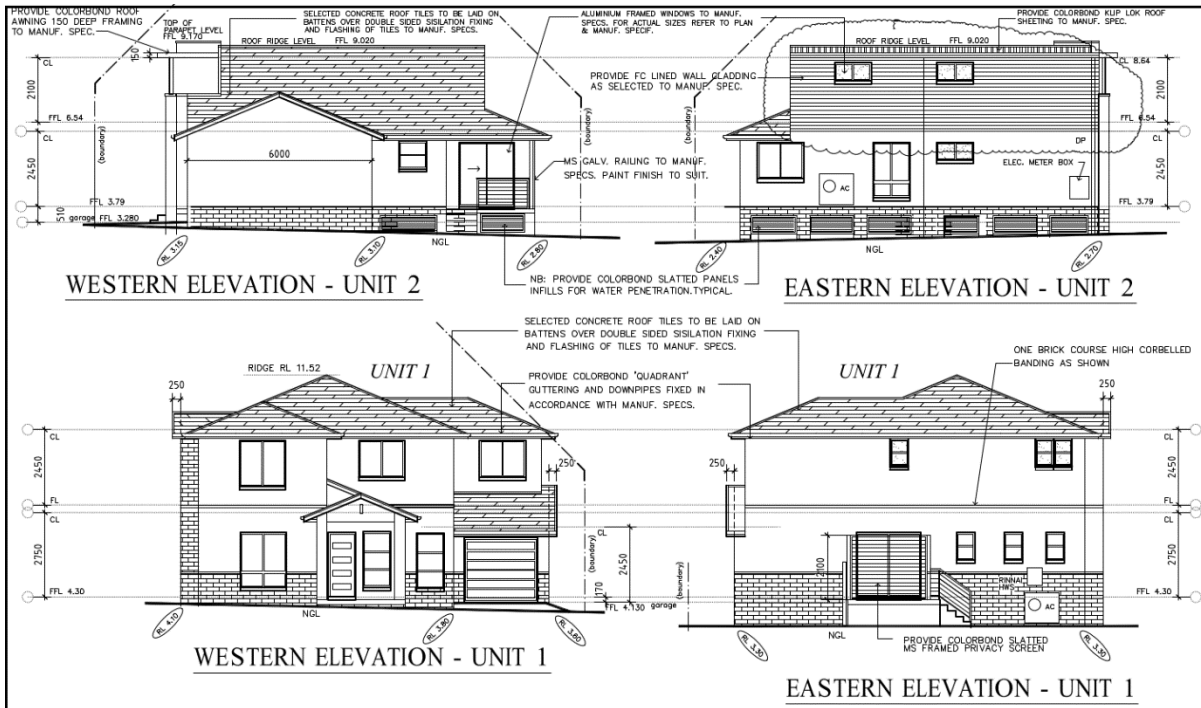 PROVIDE COLORBOND ROOF
AWNING 150 DEEP FRAMING
TO MANUF. SPEC.
TOP OF
PARAPET LEVEL
FFL 9.170
SELECTED CONCRETE ROOF TILES TO BE LAID ON
BATTENS OVER DOUBLE SIDED SISILATION FIXING
AND FLASHING OF TILES TO MANUF. SPECS.
ROOF RIDGE LEVEL FFL 9.020
ALUMINIUM FRAMED WINDOWS TO MANUF.
SPECS. FOR ACTUAL SIZES REFER TO PLAN
& MANUF. SPECIF.
150
CL
2100
FFL 6.54
(boundary)
(boundary)
2450
6000
MS GALV. RAILING TO MANUF.
SPECS. PAINT FINISH TO SUIT.
FFL 3.79
510
garage FFL 3.280
NGL
RL 3.15
RL 3.10
RL 2.80
NB: PROVIDE COLORBOND SLATTED PANELS
INFILLS FOR WATER PENETRATION.TYPICAL.
WESTERN ELEVATION - UNIT 2
PROVIDE COLORBOND KLIP LOK ROOF
SHEETING TO MANUF. SPEC.
ROOF RIDGE LEVEL FFL 9.020
CL 8.64
PROVIDE FC LINED WALL CLADDING
AS SELECTED TO MANUF. SPEC.
2100
FFL 6.54
(boundary)
CL
DP
ELEC. METER BOX
2450
AC
FFL 3.79
NGL
RL 2.40
RL 2.70
EASTERN ELEVATION - UNIT 2
SELECTED CONCRETE ROOF TILES TO BE LAID ON
BATTENS OVER DOUBLE SIDED SISILATION FIXING
AND FLASHING OF TILES TO MANUF. SPECS.
RIDGE RL 11.52
UNIT 1
PROVIDE COLORBOND 'QUADRANT'
GUTTERING AND DOWNPIPES FIXED IN
ACCORDANCE WITH MANUF. SPECS.
250
CL
2450
FL
CL
2750
FFL 4.30
250
CL
2450
170
(boundary)
FFL 4.130 garage
NGL
RL 4.10
RL 3.80
RL 3.60
WESTERN ELEVATION - UNIT 1
UNIT 1
ONE BRICK COURSE HIGH CORBELLED
BANDING AS SHOWN
250
CL
2450
250
FL
CL
2750
2100
(boundary)
RINNAI
HWS
AC
FFL 4.30
NGL
RL 3.30
RL 3.30
PROVIDE COLORBOND SLATTED
MS FRAMED PRIVACY SCREEN
EASTERN ELEVATION - UNIT 1